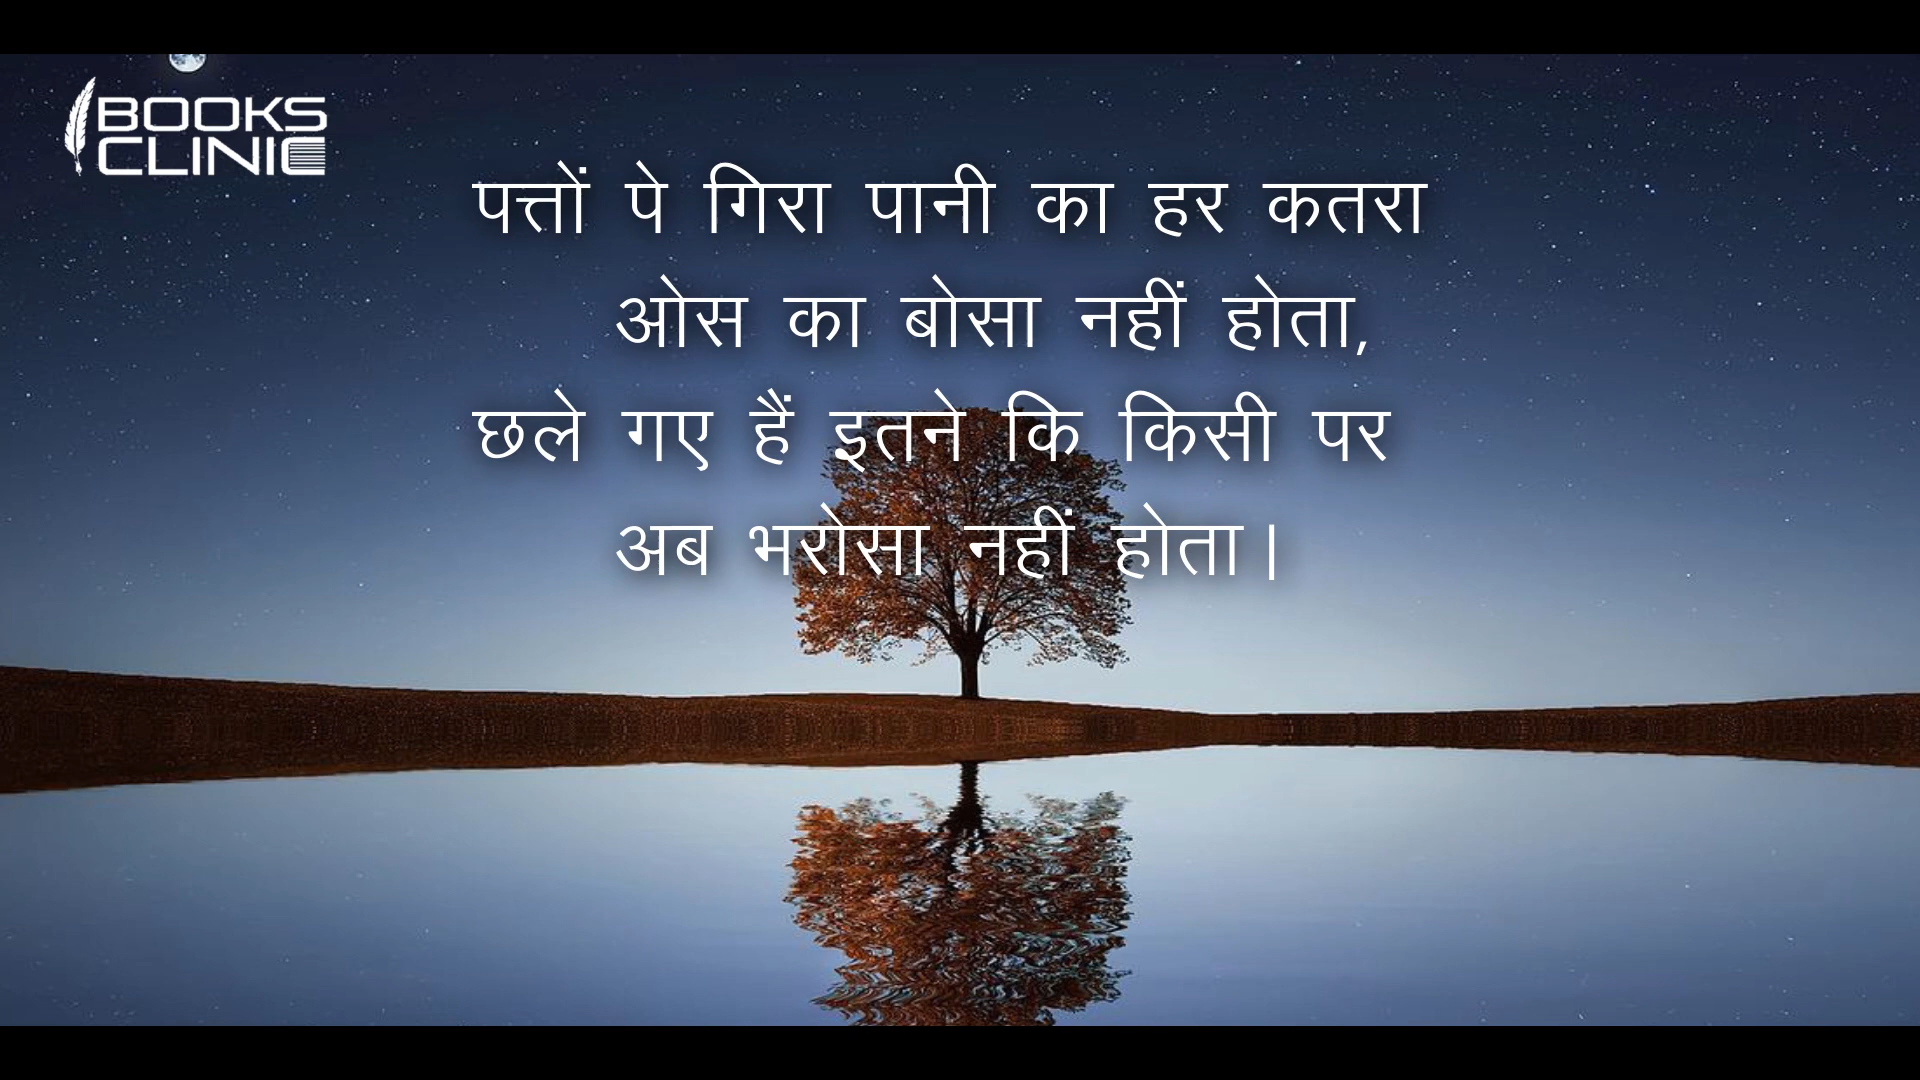 BOOKS
CLINIC
पत्तों पे गिरा पानी का हर कतरा
ओस का बोसा नहीं होता,
छले गए हैं इतने कि किसी पर
अब भरोसा नहीं होता।